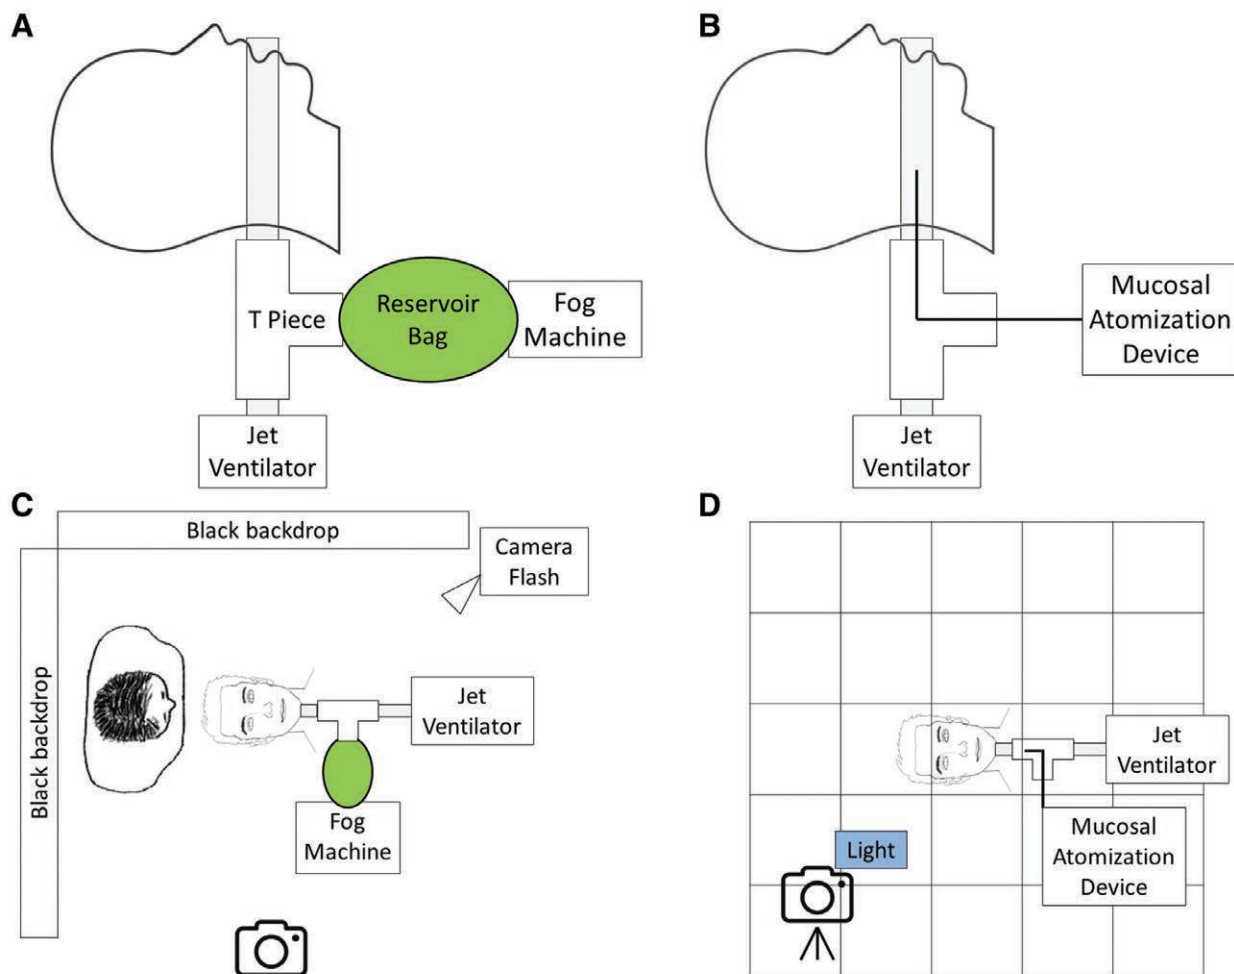 A
T Piece
Reservoir
Bag
Fog
Machine
Jet
Ventilator
B
Mucosal
Atomization
Device
Jet
Ventilator
C
Black backdrop
Black backdrop
Camera
Flash
Jet
Ventilator
Fog
Machine
D
Jet
Ventilator
Mucosal
Atomization
Device
Light